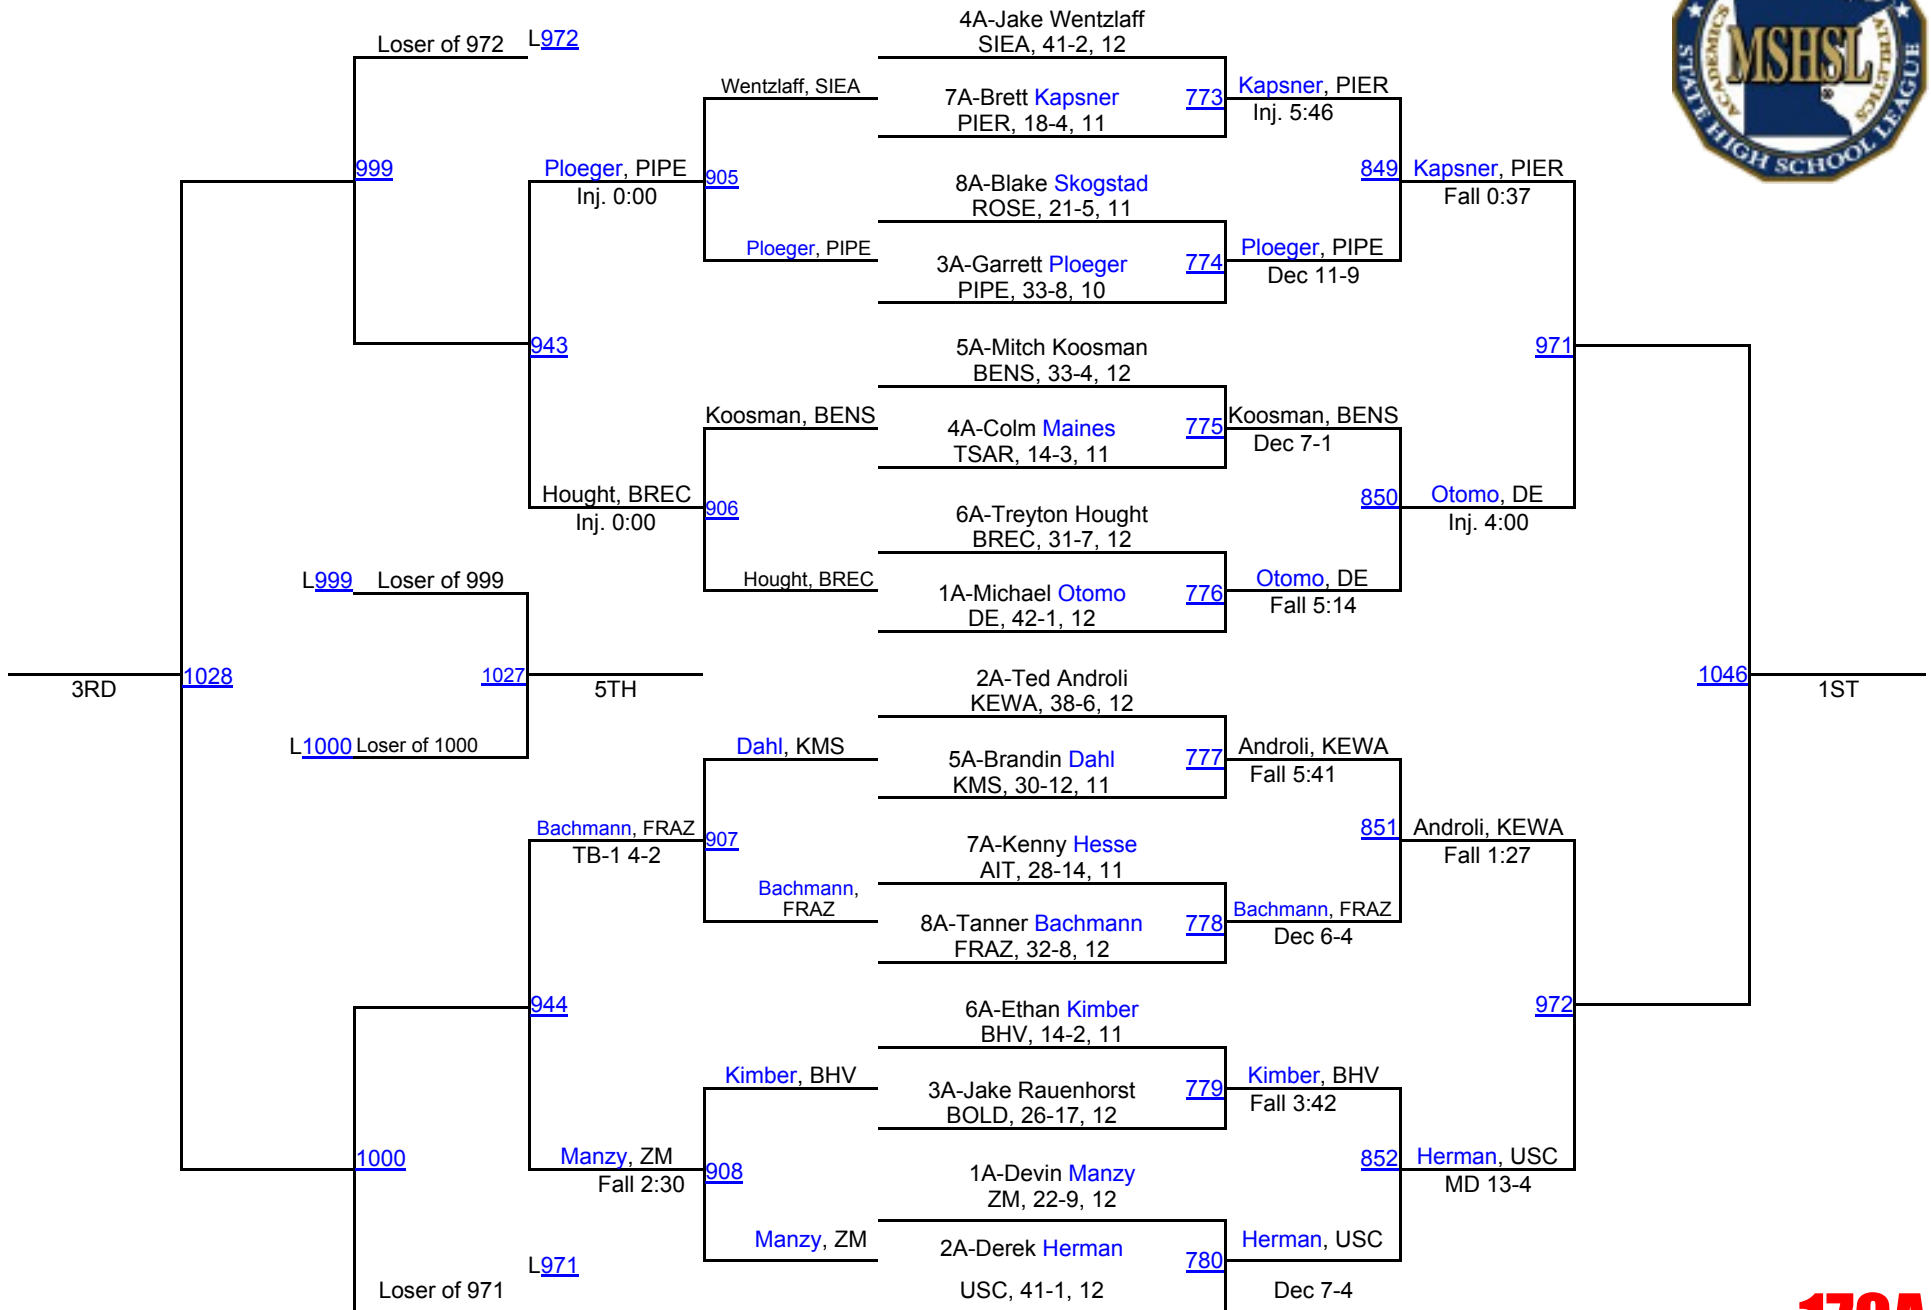 4A-Jake Wentzlaff
SIEA, 41-2, 12
Loser of 972 L972
Wentzlaff, SIEA
7A-Brett Kapsner 773 Kapsner, PIER
PIER, 18-4, 11 Inj. 5:46
MSHSL
®
ACADEMICS
ATHLETICS
STATE HIGH SCHOOL LEAGUE
999 Ploeger, PIPE 905 849 Kapsner, PIER
Inj. 0:00 Fall 0:37
8A-Blake Skogstad
ROSE, 21-5, 11
Ploeger, PIPE 3A-Garrett Ploeger 774 Ploeger, PIPE
PIPE, 33-8, 10 Dec 11-9
943 5A-Mitch Koosman 971
BENS, 33-4, 12
Koosman, BENS 4A-Colm Maines 775 Koosman, BENS
TSAR, 14-3, 11 Dec 7-1
Hought, BREC 906 850 Otomo, DE
Inj. 0:00 Inj. 4:00
6A-Treyton Hought
BREC, 31-7, 12
L999 Loser of 999 Hought, BREC 1A-Michael Otomo 776 Otomo, DE
DE, 42-1, 12 Fall 5:14
3RD 1028 1027 5TH 1046 1ST
2A-Ted Androli
KEWA, 38-6, 12
L1000 Loser of 1000 Dahl, KMS 5A-Brandin Dahl 777 Androli, KEWA
KMS, 30-12, 11 Fall 5:41
Bachmann, FRAZ 907 851 Androli, KEWA
TB-1 4-2 Fall 1:27
7A-Kenny Hesse
AIT, 28-14, 11
Bachmann,
FRAZ 8A-Tanner Bachmann 778 Bachmann, FRAZ
FRAZ, 32-8, 12 Dec 6-4
944 6A-Ethan Kimber 972
BHV, 14-2, 11
Kimber, BHV 3A-Jake Rauenhorst 779 Kimber, BHV
BOLD, 26-17, 12 Fall 3:42
1000 Manzy, ZM 908 852 Herman, USC
Fall 2:30 MD 13-4
1A-Devin Manzy
ZM, 22-9, 12
Manzy, ZM 2A-Derek Herman 780 Herman, USC
L971
Loser of 971 USC, 41-1, 12 Dec 7-4